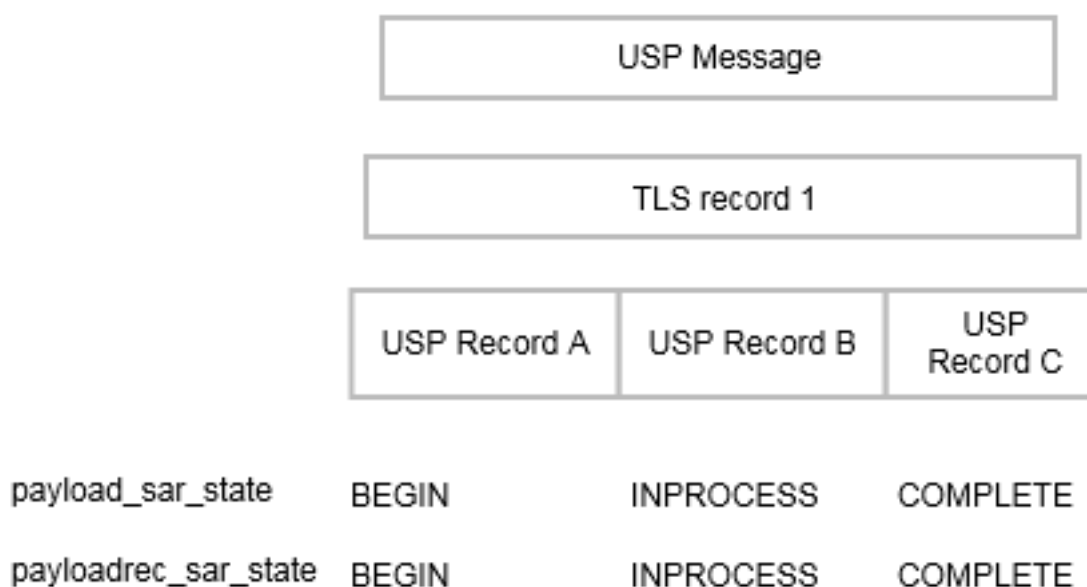 USP Message
TLS record 1
USP Record A USP Record B USP
Record C
payload_sar_state BEGIN INPROCESS COMPLETE
payloadrec_sar_state BEGIN INPROCESS COMPLETE